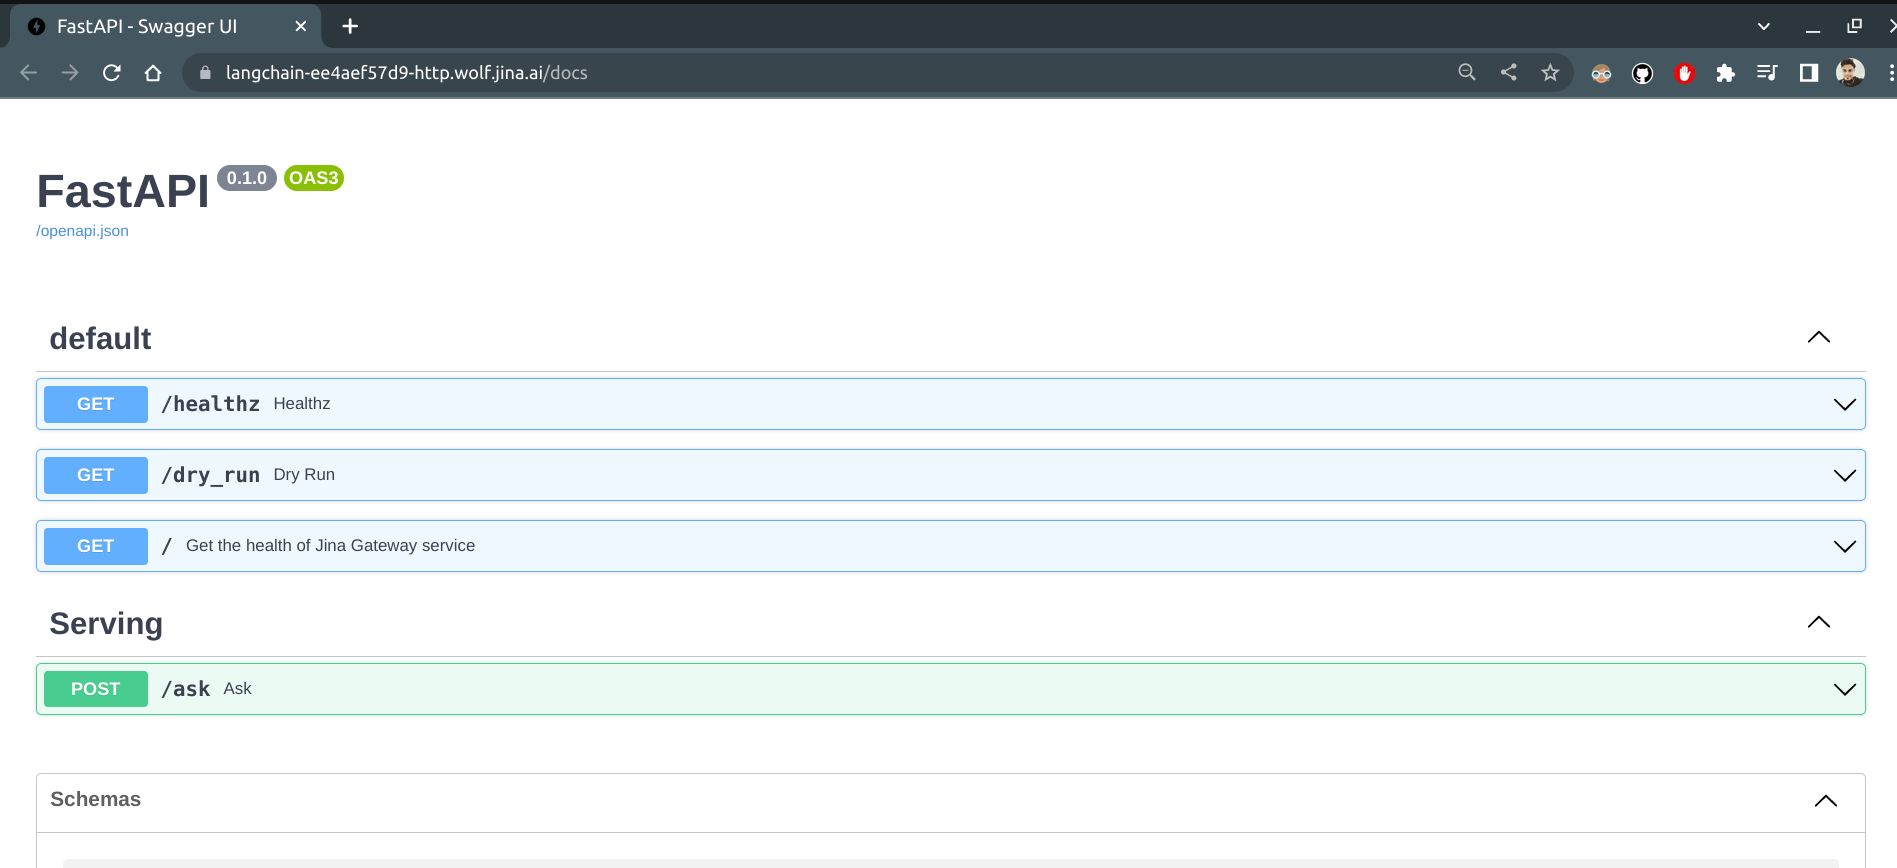 FastAPI - Swagger UI
langchain-ee4aef57d9-http.wolf.jina.ai/docs
FastAPI 0.1.0 OAS3
/openapi.json
default
GET /healthz Healthz
GET /dry_run Dry Run
GET / Get the health of Jina Gateway service
Serving
POST /ask Ask
Schemas